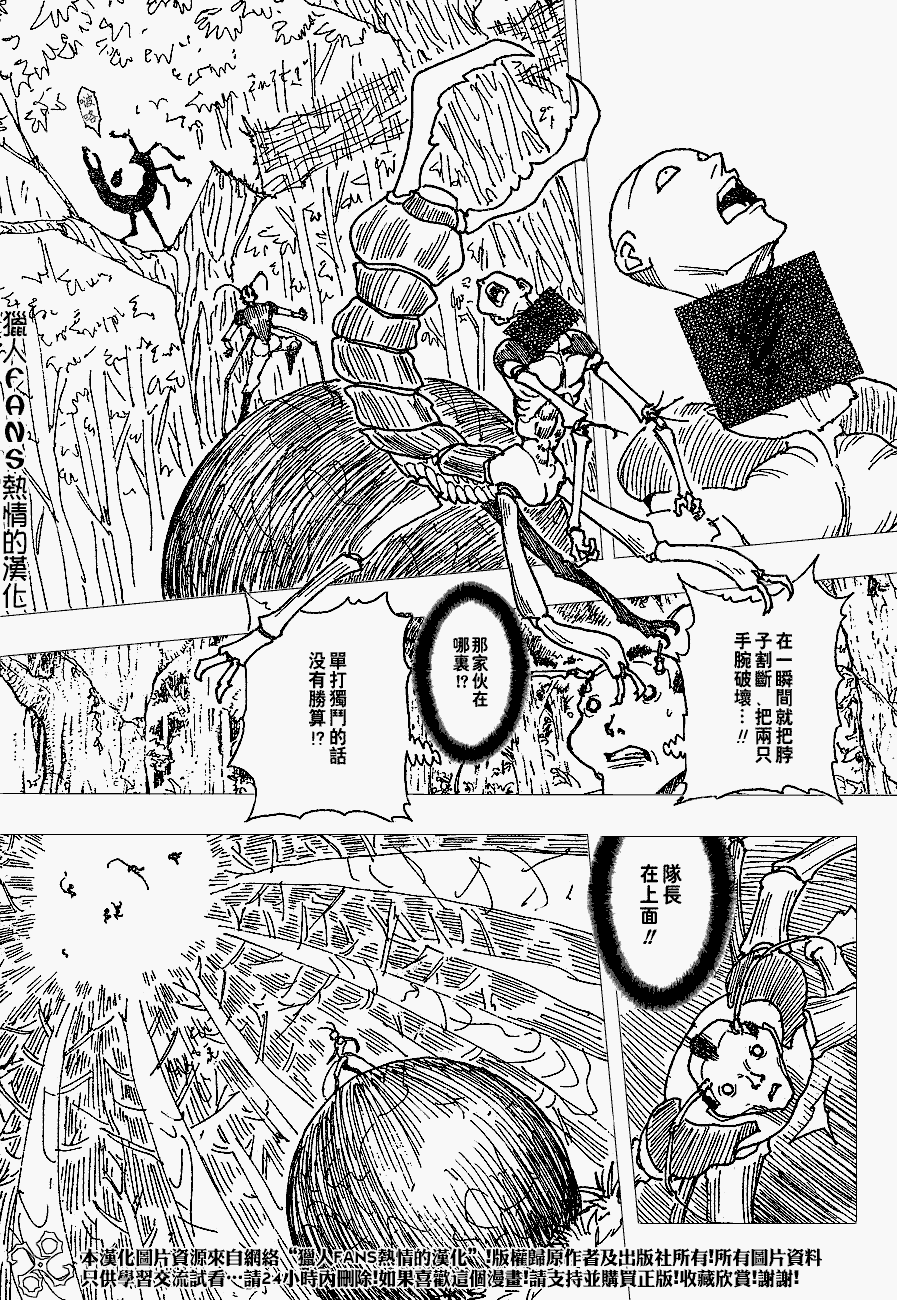 在一瞬間就把脖
子割斷 把兩只
手腕破壞…!!
那家伙在
哪裏!?
單打獨鬥的話
没有勝算!?
隊長
在上面!!
獵人FANS熱情的漢化
本漢化圖片資源來自網絡“獵人FANS熱情的漢化”!版權歸原作者及出版社所有!所有圖片資料
只供學習交流試看…請24小時內刪除!如果喜歡這個漫畫!請支持並購買正版!收藏欣賞!謝謝!